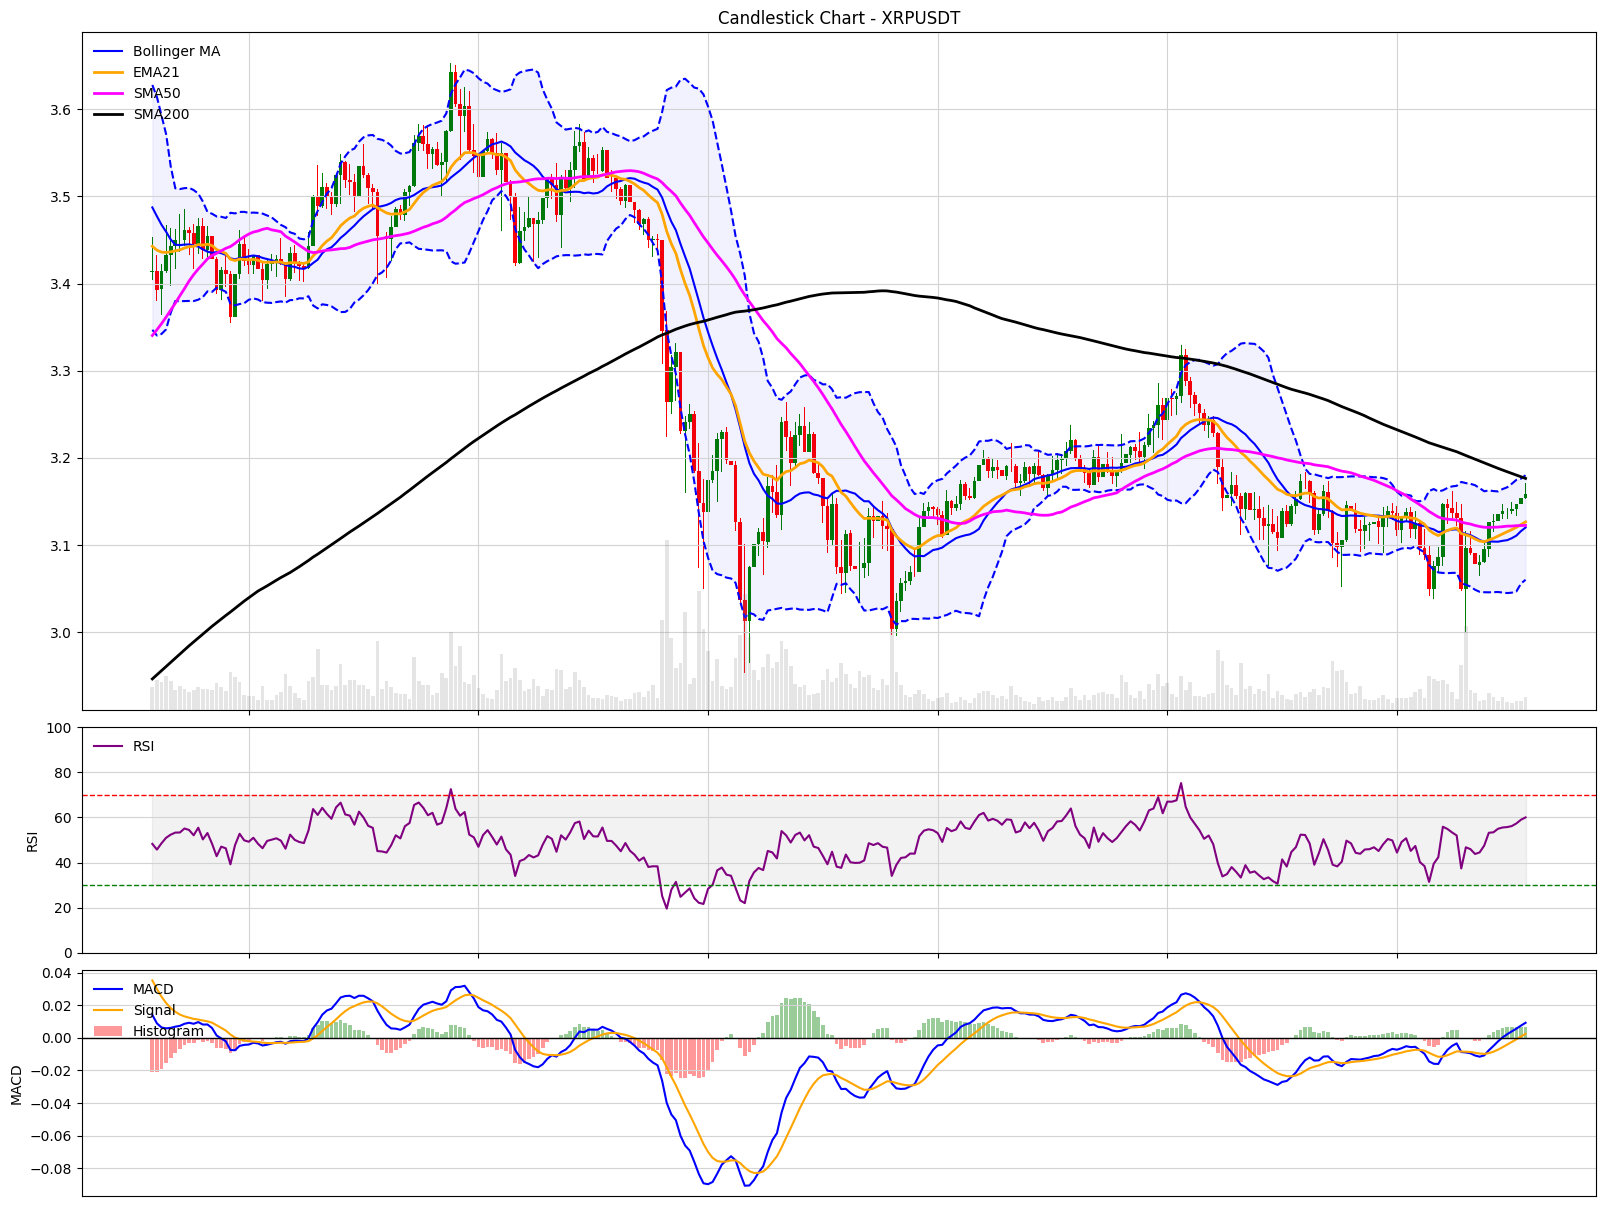 Candlestick Chart - XRPUSDT
Bollinger MA
EMA21
SMA50
SMA200
3.6
3.5
3.4
3.3
3.2
3.1
3.0
RSI
100
80
60
40
20
0
RSI
MACD
Signal
Histogram
0.04
0.02
0.00
−0.02
−0.04
−0.06
−0.08
MACD